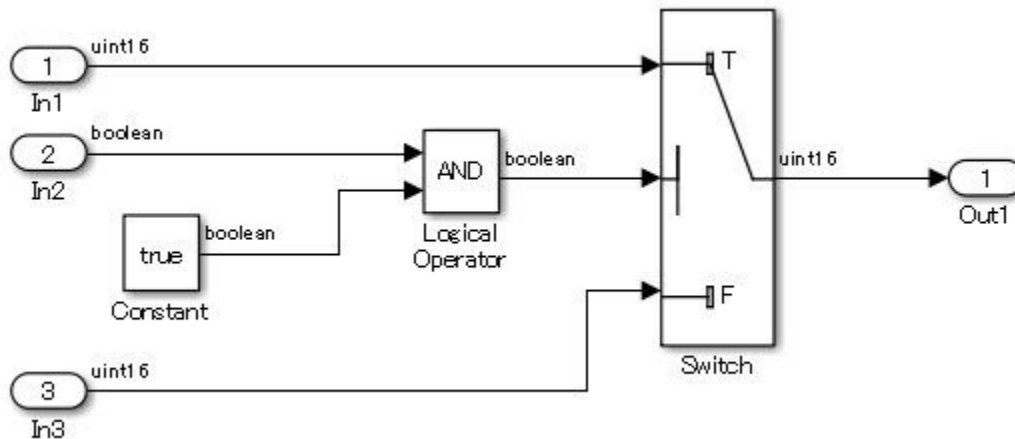 uint16
1
In1
T
boolean
2
In2
AND
boolean
Logical
Operator
uint16
1
Out1
boolean
true
Constant
F
Switch
uint16
3
In3